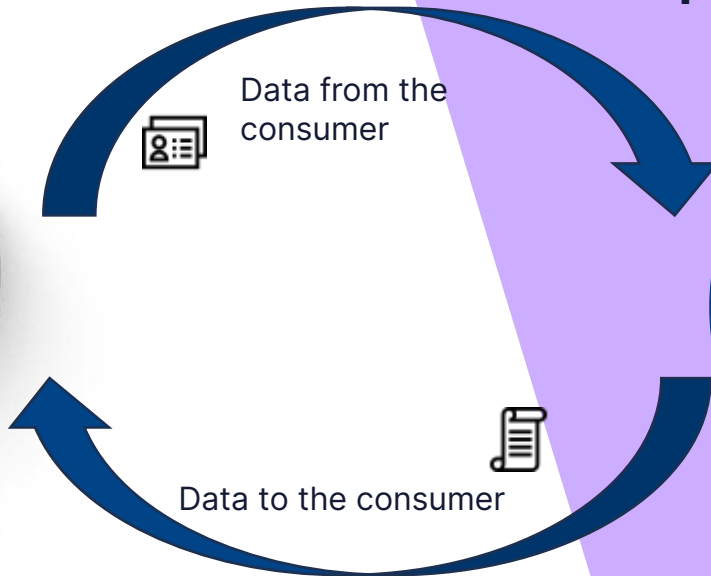 Data from the
consumer
Data to the consumer